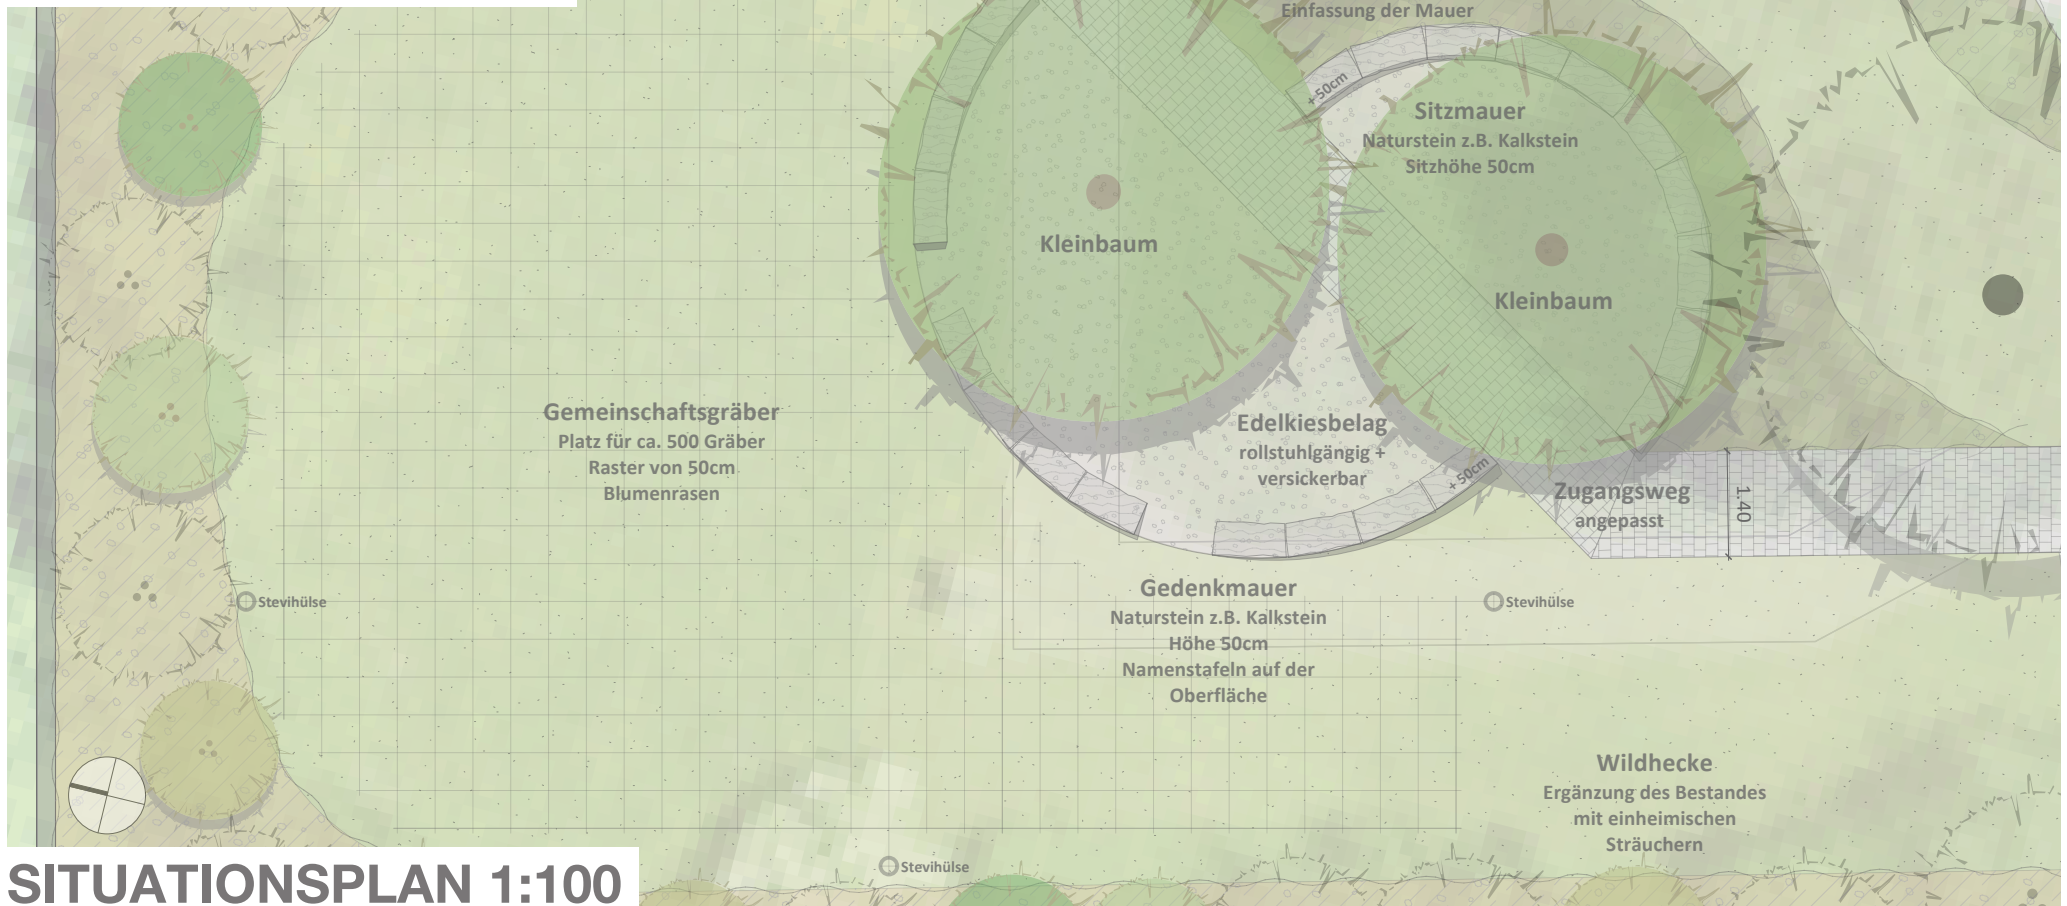 Einfassung der Mauer
+ 50cm
Sitzmauer
Naturstein z.B. Kalkstein
Sitzhöhe 50cm
Kleinbaum
Kleinbaum
Gemeinschaftsgräber
Platz für ca. 500 Gräber
Raster von 50cm
Blumenrasen
Edelkiesbelag
rollstuhlgängig +
versickerbar
+ 50cm
Zugangsweg
angepasst
1.40
Gedenkmauer
Naturstein z.B. Kalkstein
Höhe 50cm
Namenstafeln auf der
Oberfläche
Stevihülse
Stevihülse
Wildhecke
Ergänzung des Bestandes
mit einheimischen
Sträuchern
Stevihülse
SITUATIONSPLAN 1:100